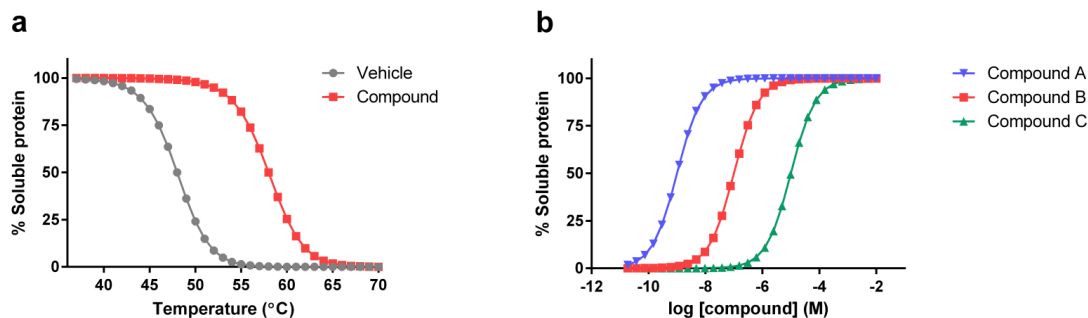 a
% Soluble protein
100
75
50
25
0
40 45 50 55 60 65 70
Temperature (°C)
Vehicle
Compound
b
% Soluble protein
100
75
50
25
0
-12 -10 -8 -6 -4 -2
log [compound] (M)
Compound A
Compound B
Compound C